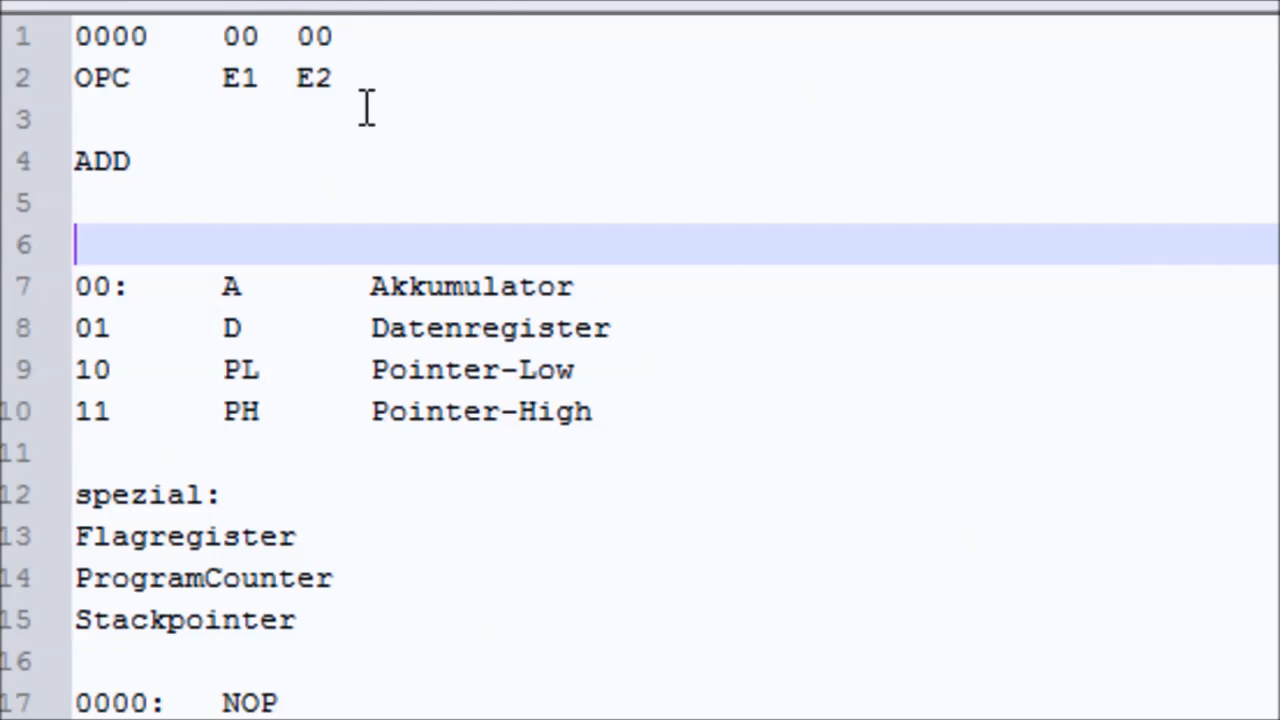 1 0000 00 00
2 OPC E1 E2
3
4 ADD
5
6
7 00: A Akkumulator
8 01 D Datenregister
9 10 PL Pointer-Low
10 11 PH Pointer-High
11
12 spezial:
13 Flagregister
14 ProgramCounter
15 Stackpointer
16
17 0000: NOP